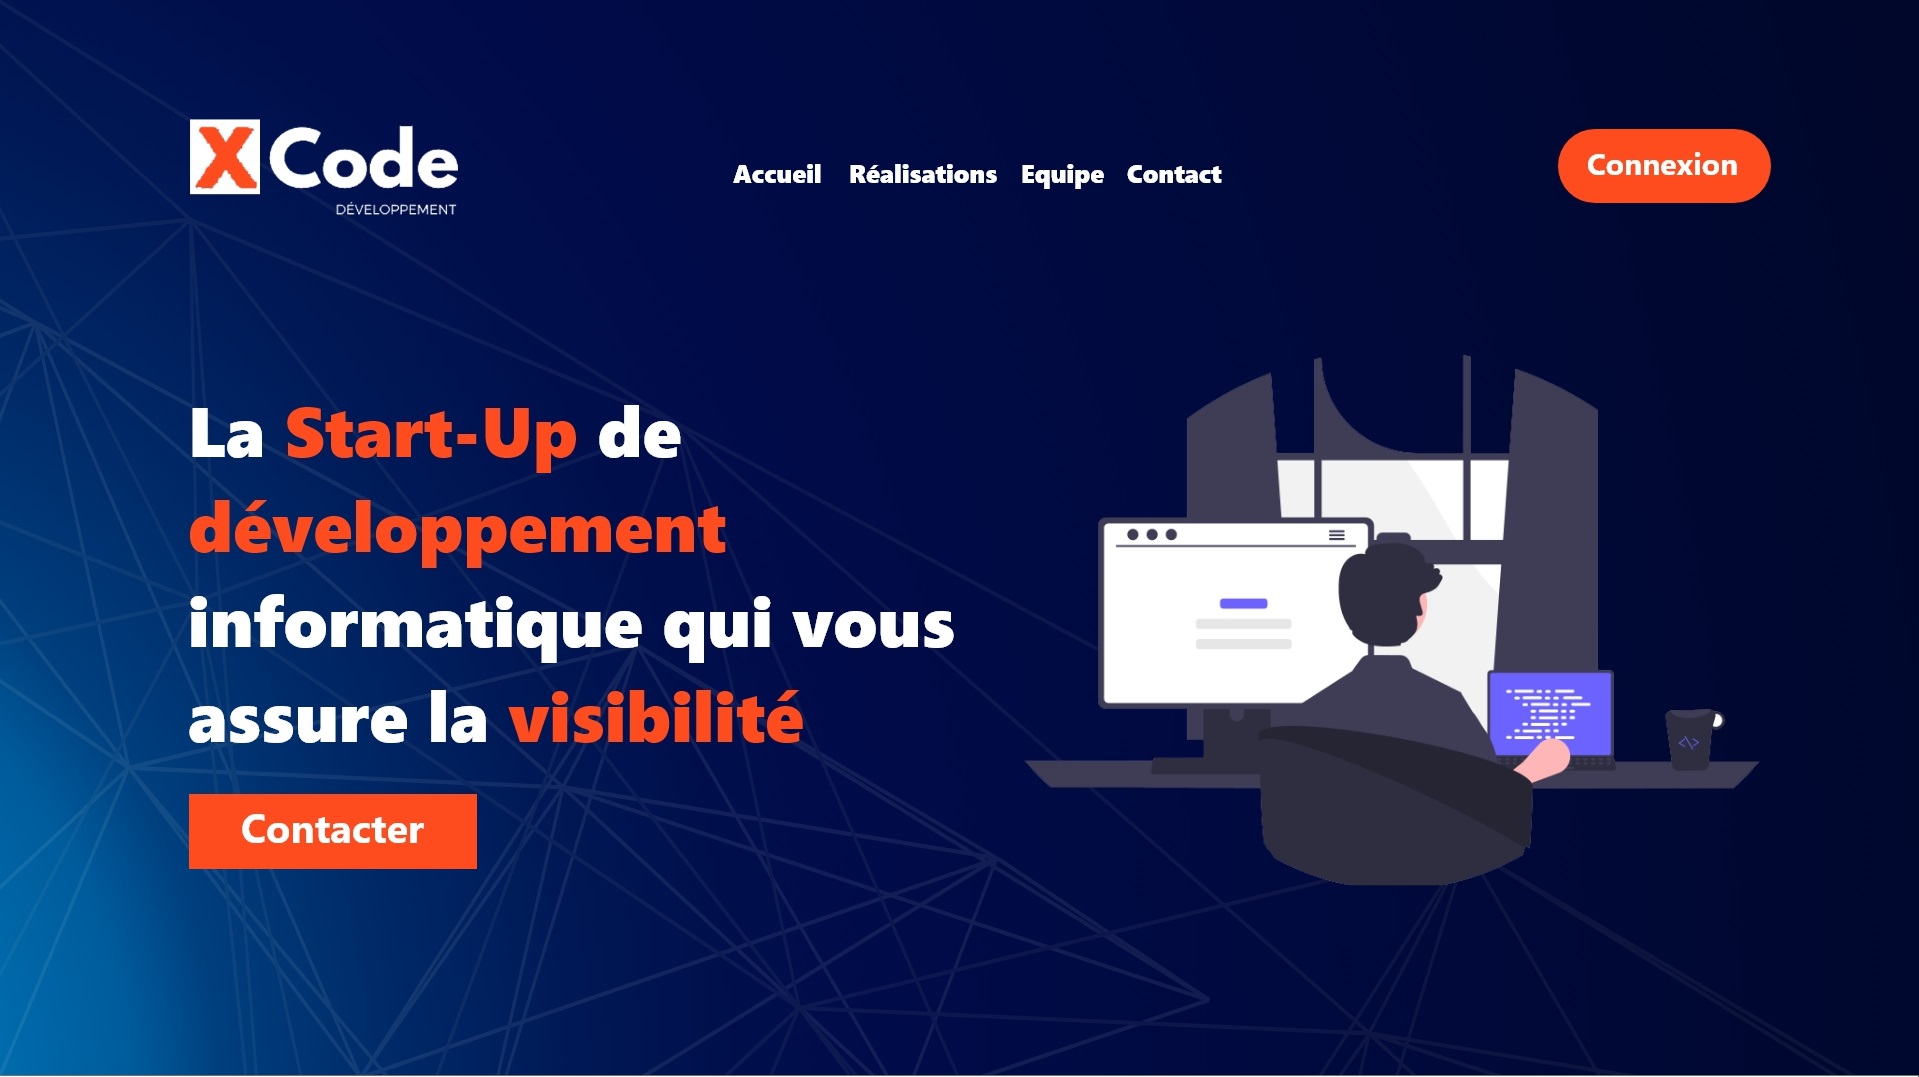 XCode
DÉVELOPPEMENT
Accueil Réalisations Equipe Contact
Connexion
La Start-Up de
développement
informatique qui vous
assure la visibilité
Contacter
</>